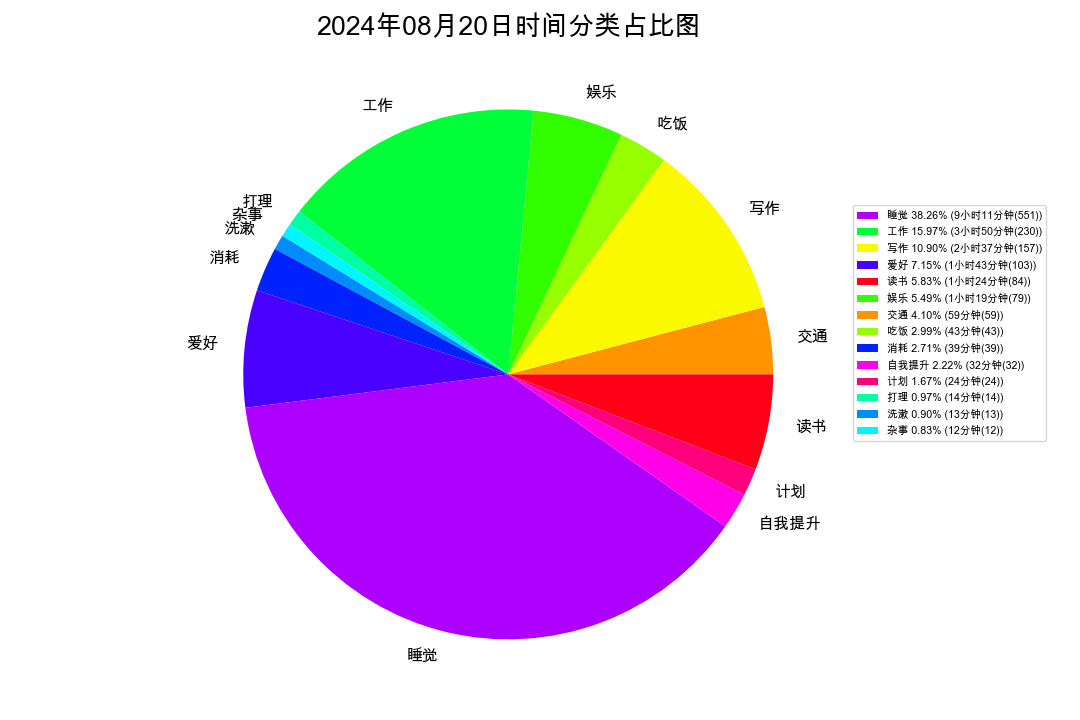 2024年08月20日时间分类占比图
娱乐
工作
吃饭
打理
杂事
写作
洗漱
消耗
交通
爱好
读书
计划
自我提升
睡觉
睡觉 38.26% (9小时11分钟(551))
工作 15.97% (3小时50分钟(230))
写作 10.90% (2小时37分钟(157))
爱好 7.15% (1小时43分钟(103))
读书 5.83% (1小时24分钟(84))
娱乐 5.49% (1小时19分钟(79))
交通 4.10% (59分钟(59))
吃饭 2.99% (43分钟(43))
消耗 2.71% (39分钟(39))
自我提升 2.22% (32分钟(32))
计划 1.67% (24分钟(24))
打理 0.97% (14分钟(14))
洗漱 0.90% (13分钟(13))
杂事 0.83% (12分钟(12))